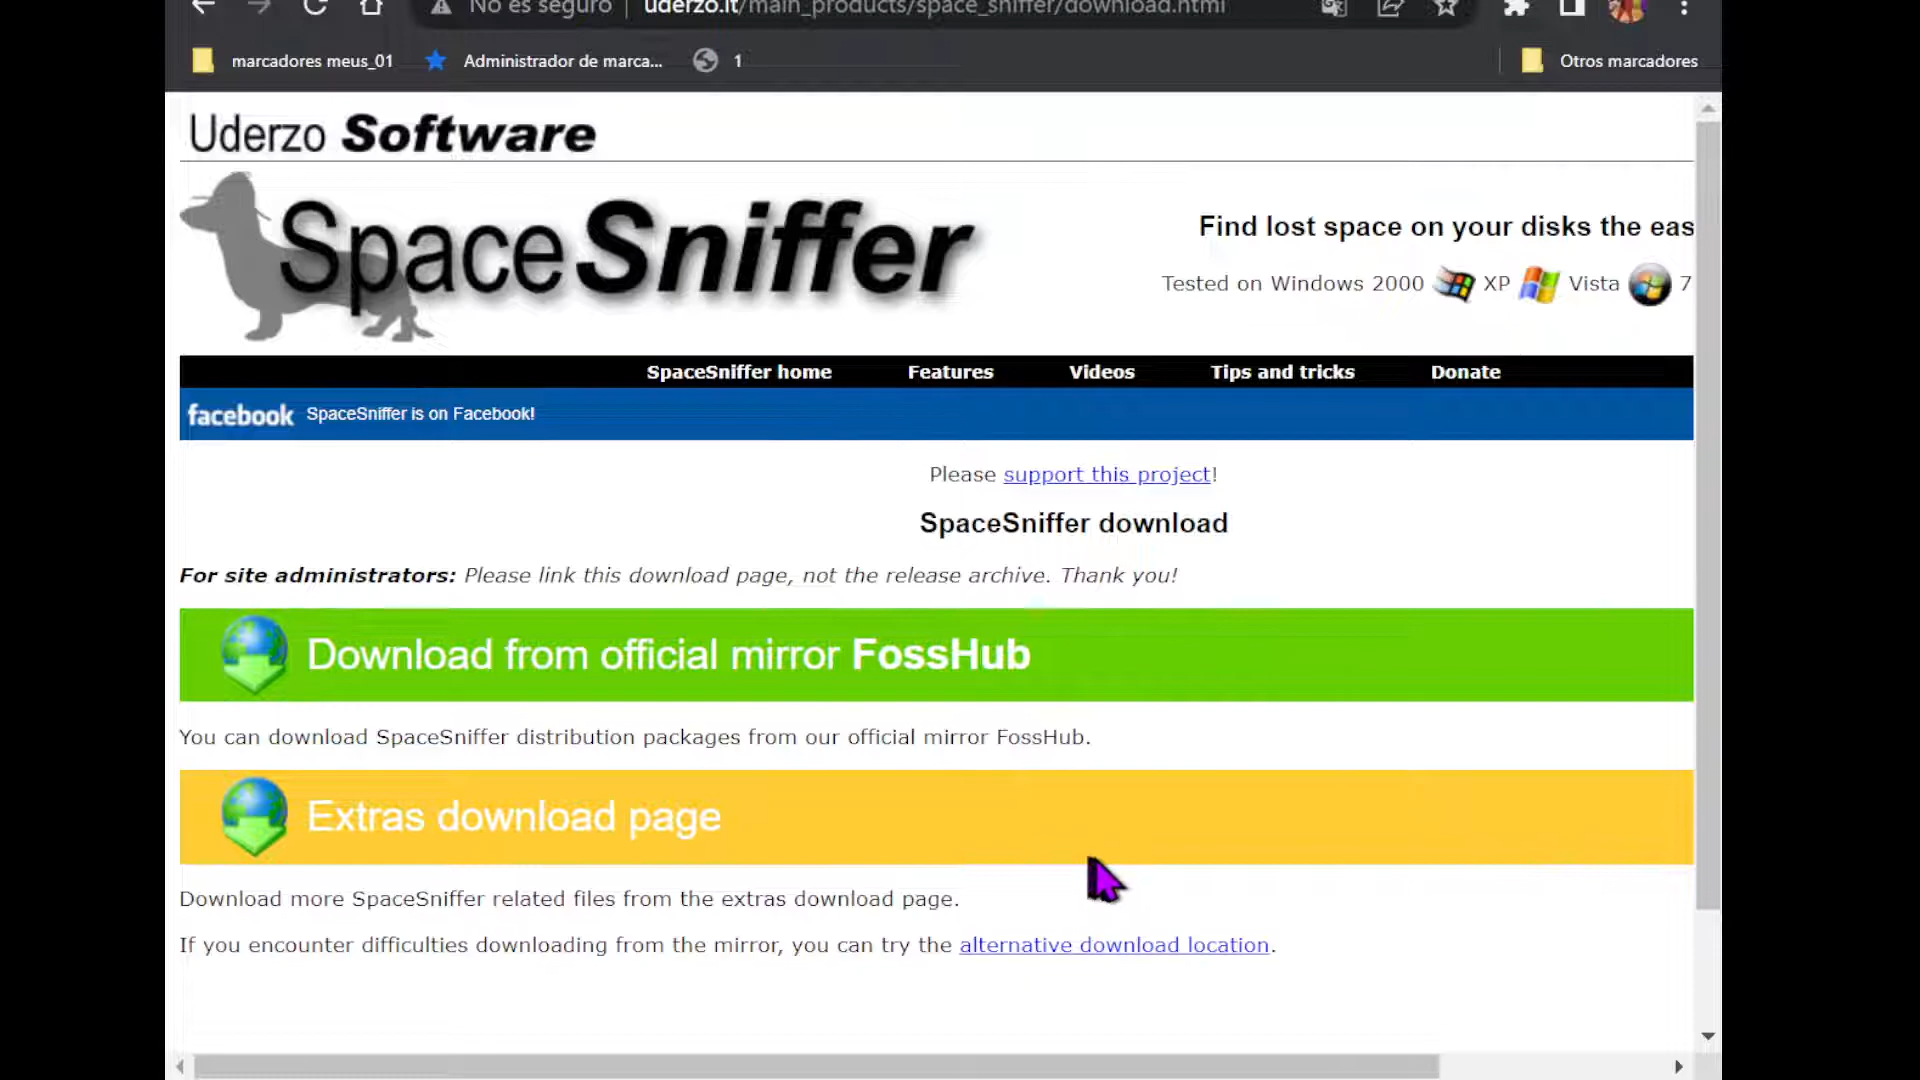 No es seguro | uderzo.it/main_products/space_sniffer/download.html
marcadores meus_01 Administrador de marca... 1 Otros marcadores
Uderzo Software
SpaceSniffer
Find lost space on your disks the eas
Tested on Windows 2000 XP Vista 7
SpaceSniffer home Features Videos Tips and tricks Donate
facebook SpaceSniffer is on Facebook!
Please support this project!
SpaceSniffer download
For site administrators: Please link this download page, not the release archive. Thank you!
Download from official mirror FossHub
You can download SpaceSniffer distribution packages from our official mirror FossHub.
Extras download page
Download more SpaceSniffer related files from the extras download page.
If you encounter difficulties downloading from the mirror, you can try the alternative download location.